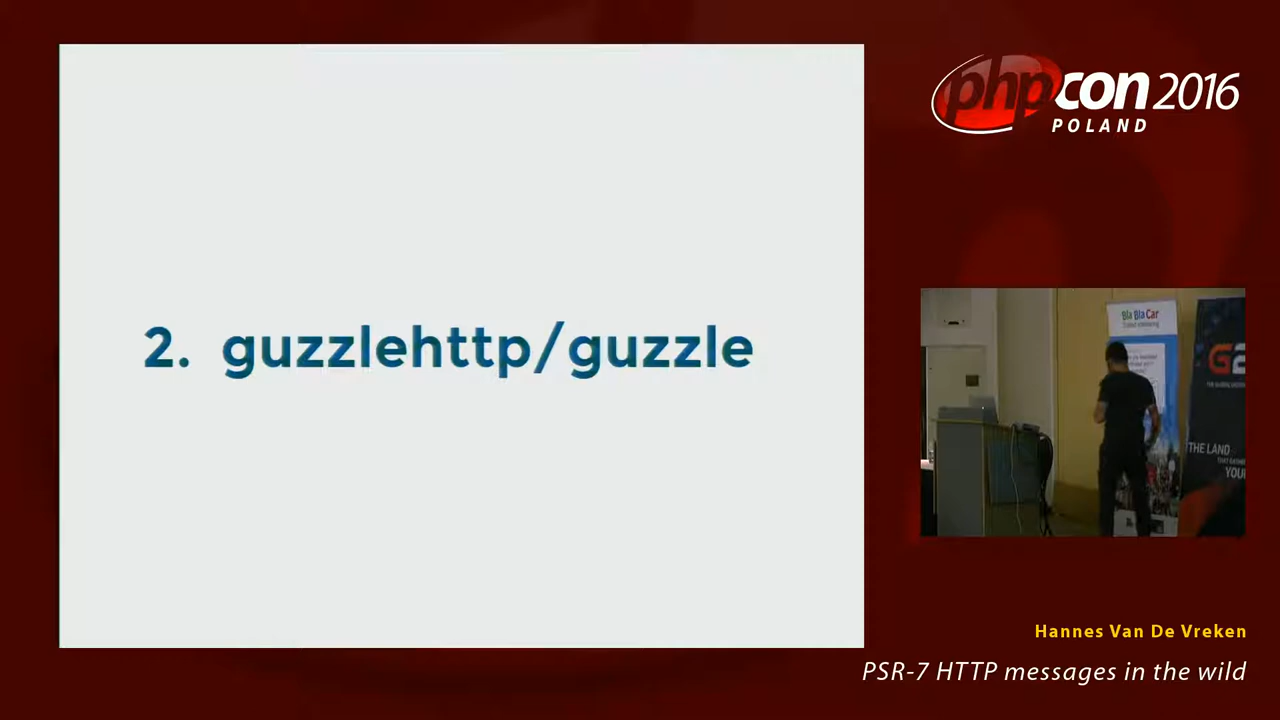 2. guzzlehttp/guzzle
phpcon 2016
POLAND
Bla Bla Car
THE LAND
YOUR
Hannes Van De Vreken
PSR-7 HTTP messages in the wild